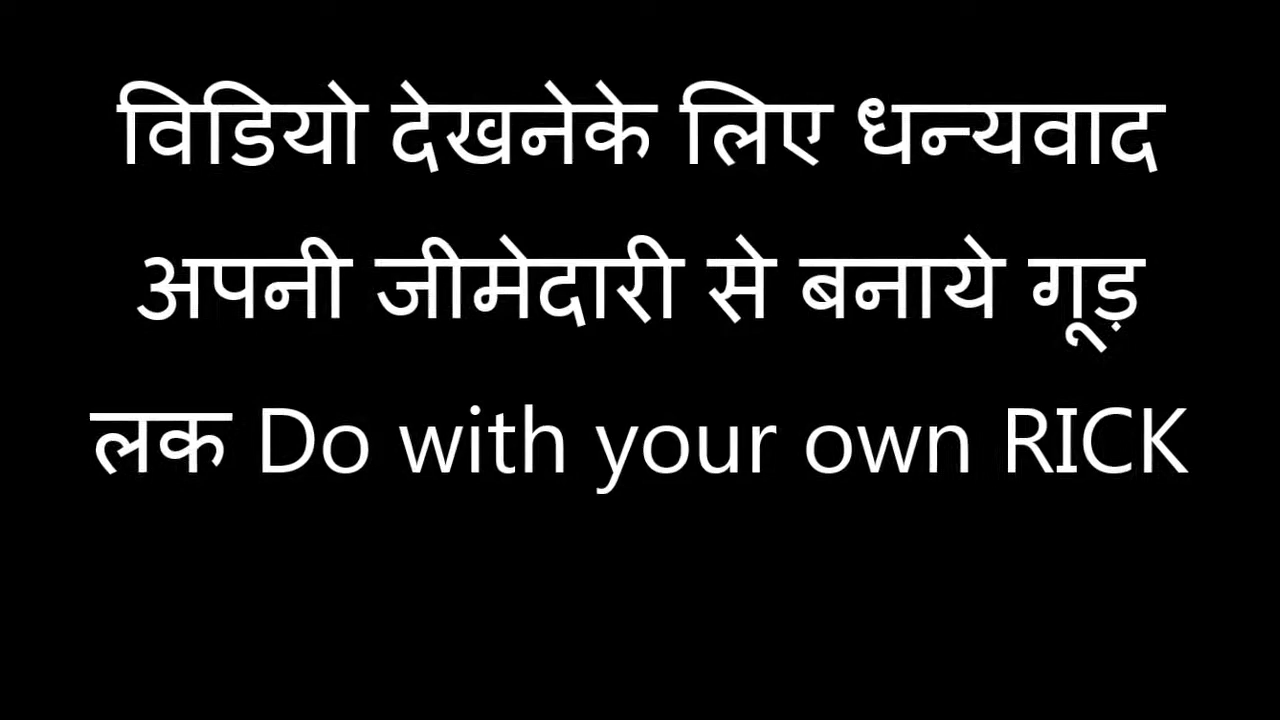 विडियो देखनेके लिए धन्यवाद
अपनी जीमेदारी से बनाये गूड़
लक Do with your own RICK